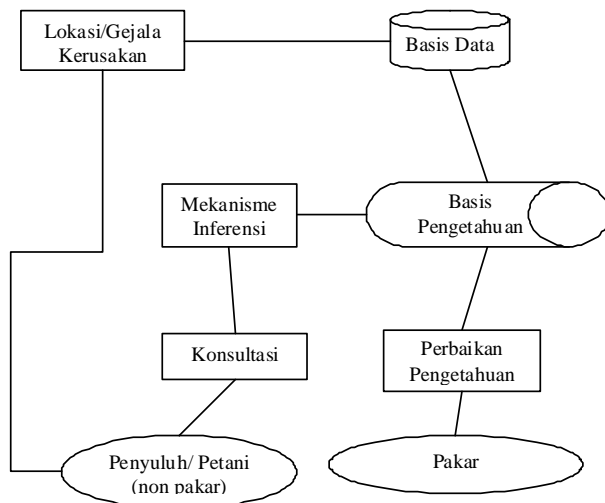 Lokasi/Gejala
Kerusakan
Basis Data
Mekanisme
Inferensi
Basis
Pengetahuan
Konsultasi
Perbaikan
Pengetahuan
Penyuluh/ Petani
(non pakar)
Pakar